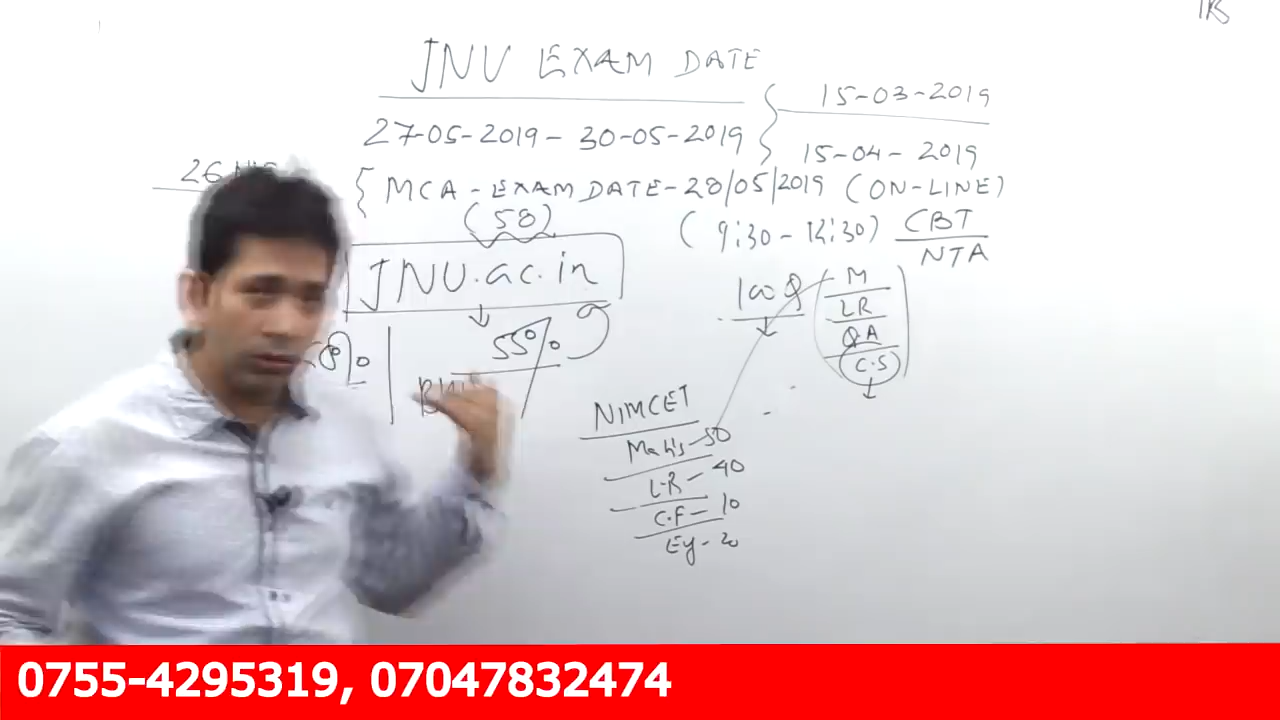 JNU EXAM DATE
15-03-2019
27-05-2019 - 30-05-2019
15-04-2019
26
MCA - EXAM DATE - 28/05/2019 (ON-LINE)
(58)
(9:30 - 12:30) CBT
NTA
JNU.ac.in
100 Q
M
LR
QA
C.S
55%
NIMCET
Maths - 50
L.R - 40
C.F - 10
Ey - 20
0755-4295319, 07047832474